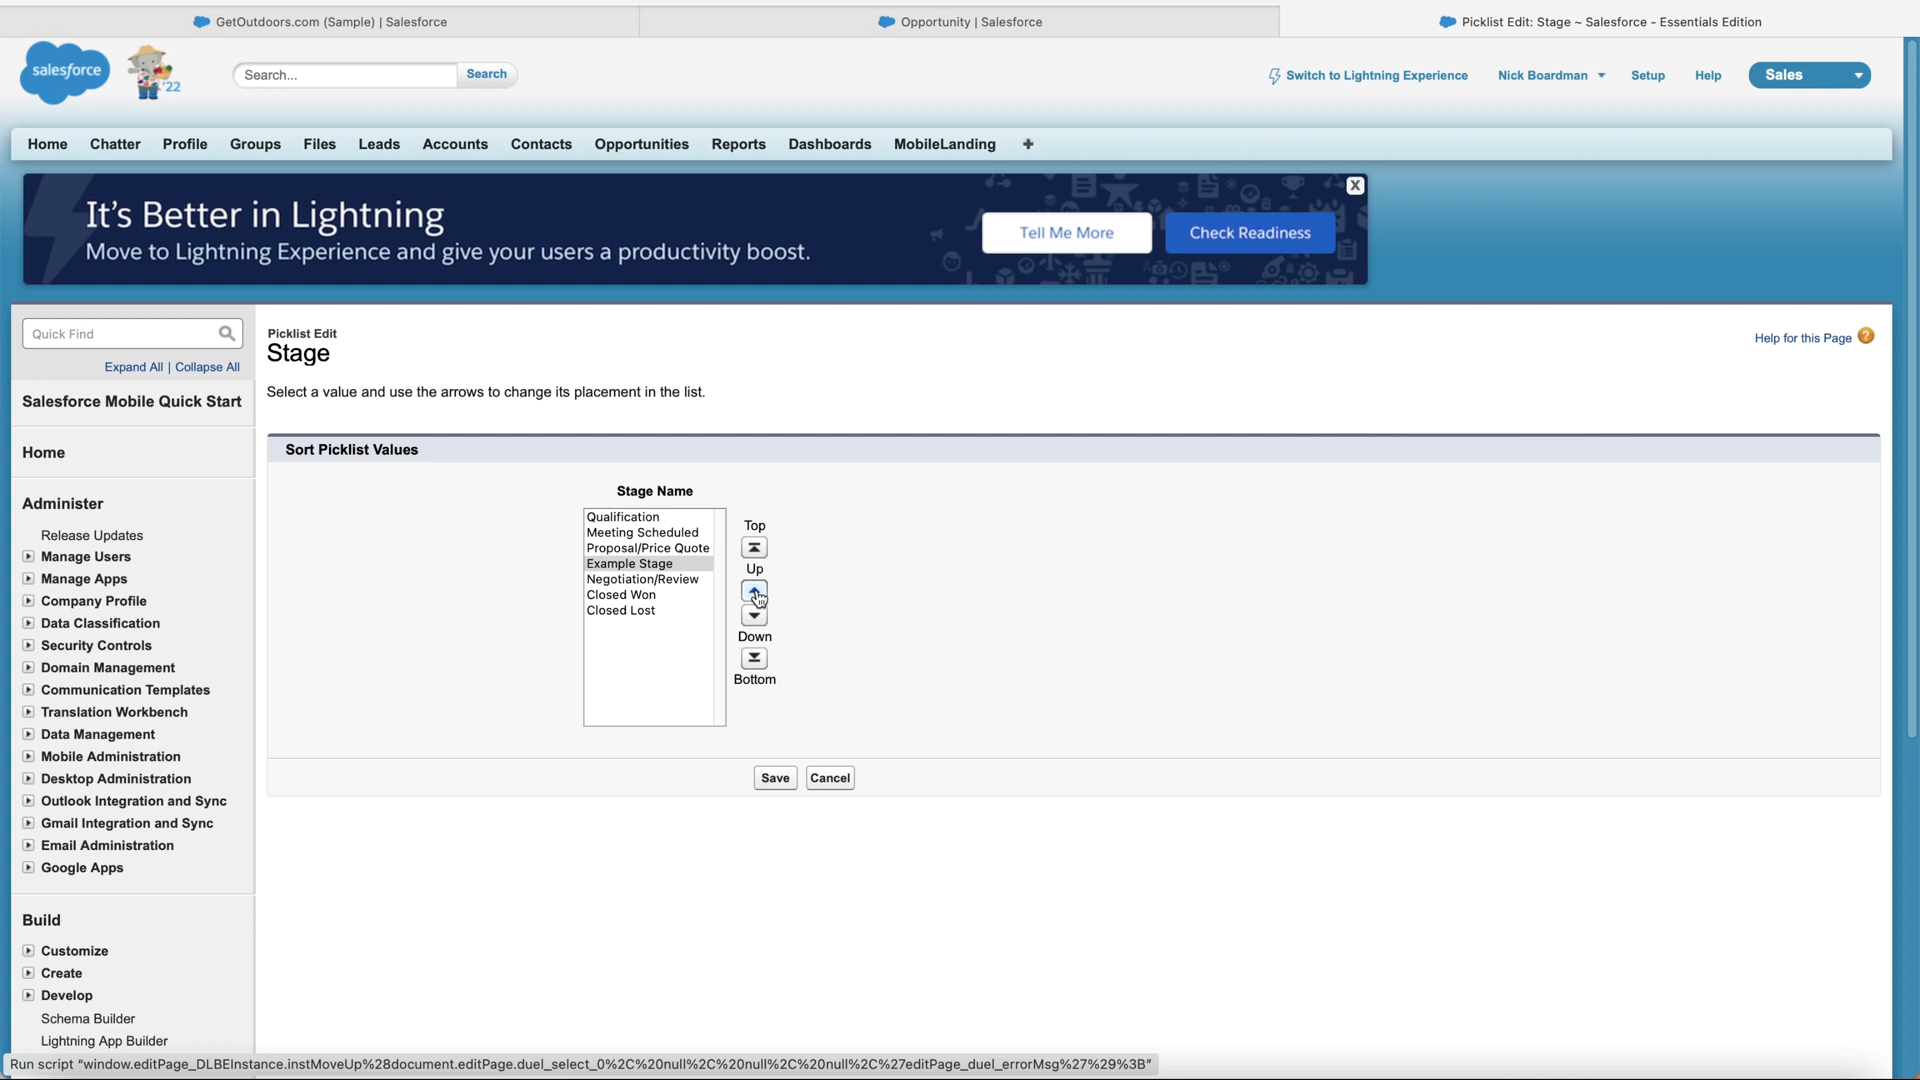 GetOutdoors.com (Sample) | Salesforce
Opportunity | Salesforce
Picklist Edit: Stage ~ Salesforce - Essentials Edition
salesforce
'22
Search...
Search
Switch to Lightning Experience
Nick Boardman
Setup
Help
Sales
Home
Chatter
Profile
Groups
Files
Leads
Accounts
Contacts
Opportunities
Reports
Dashboards
MobileLanding
+
It's Better in Lightning
Move to Lightning Experience and give your users a productivity boost.
Tell Me More
Check Readiness
X
Quick Find
Expand All | Collapse All
Salesforce Mobile Quick Start
Home
Administer
Release Updates
Manage Users
Manage Apps
Company Profile
Data Classification
Security Controls
Domain Management
Communication Templates
Translation Workbench
Data Management
Mobile Administration
Desktop Administration
Outlook Integration and Sync
Gmail Integration and Sync
Email Administration
Google Apps
Build
Customize
Create
Develop
Schema Builder
Lightning App Builder
Picklist Edit
Stage
Help for this Page ?
Select a value and use the arrows to change its placement in the list.
Sort Picklist Values
Stage Name
Qualification
Meeting Scheduled
Proposal/Price Quote
Example Stage
Negotiation/Review
Closed Won
Closed Lost
Top
Up
Down
Bottom
Save
Cancel
Run script "window.editPage_DLBEInstance.instMoveUp%28document.editPage.duel_select_0%2C%20null%2C%20null%2C%20null%2C%27editPage_duel_errorMsg%27%29%3B"